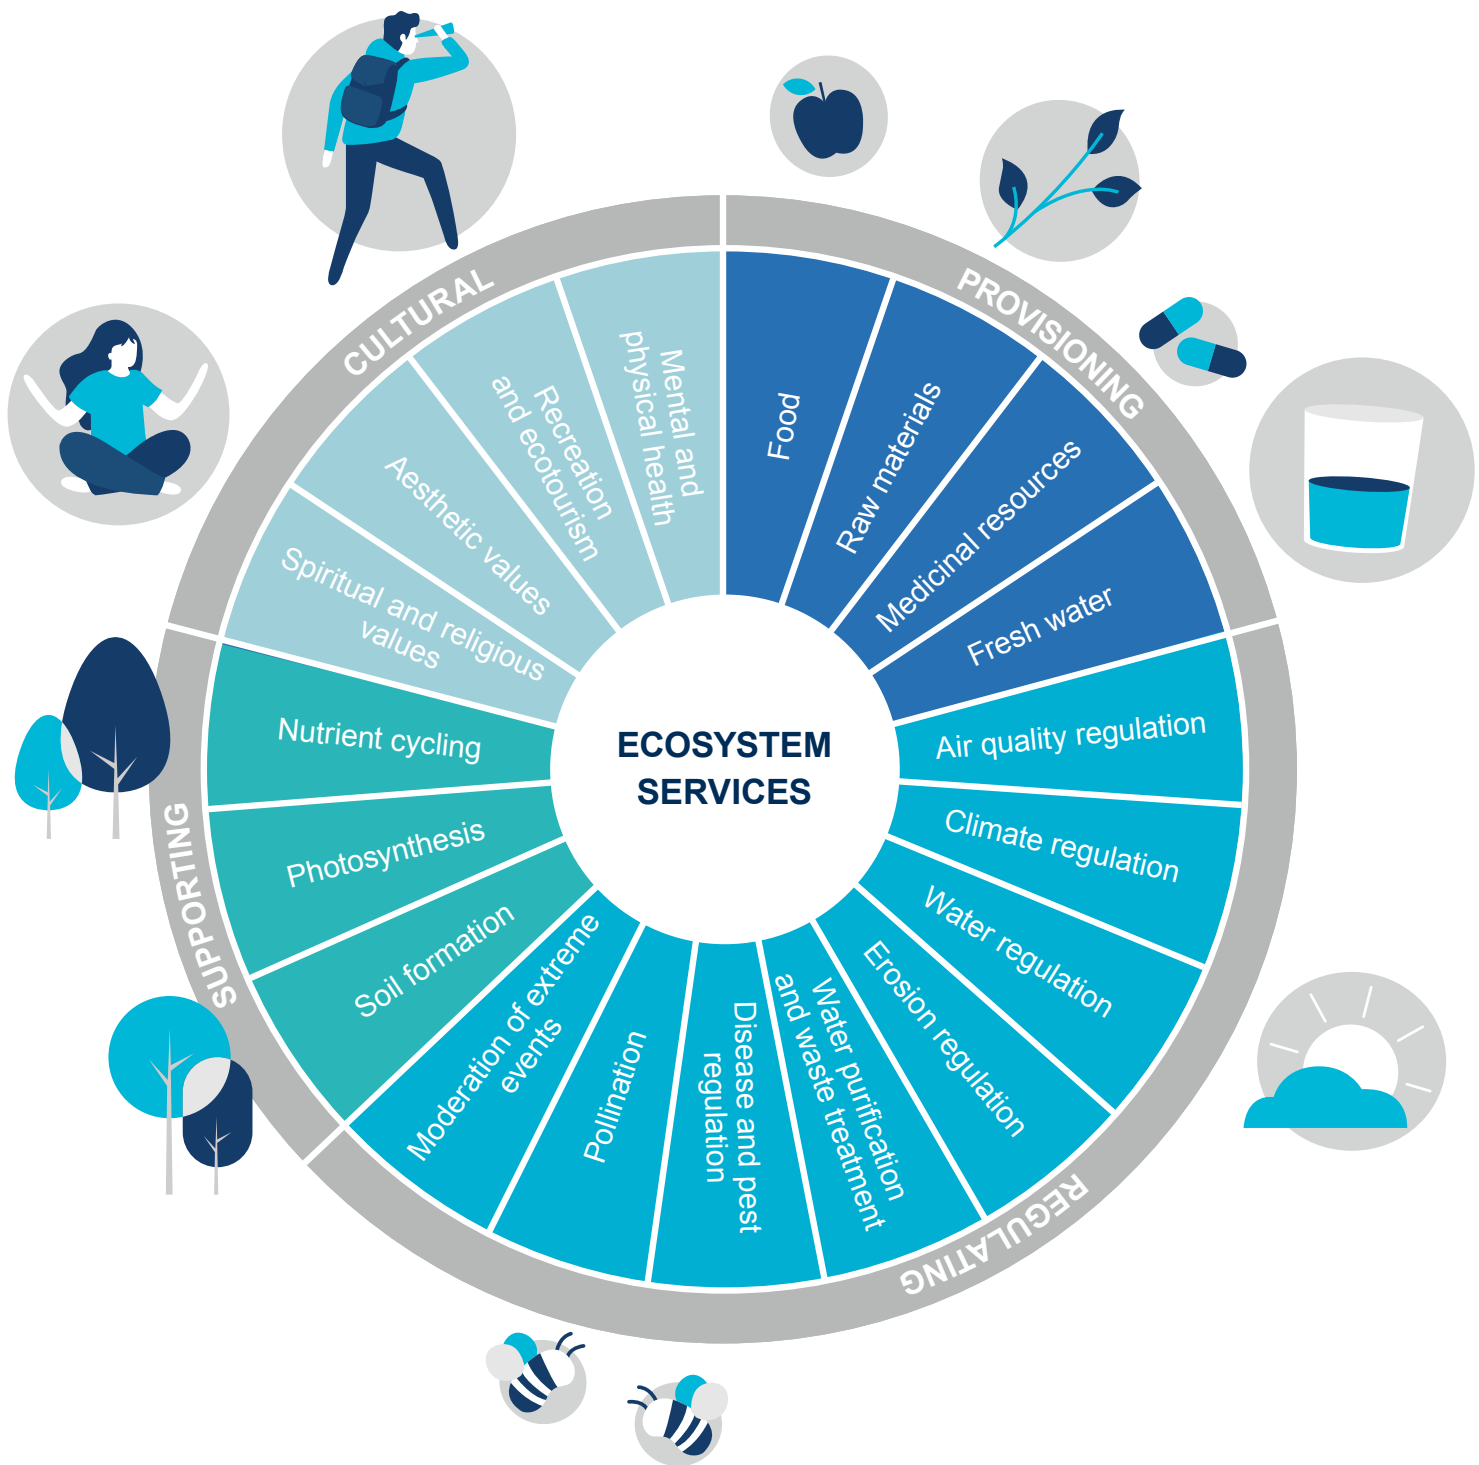 ECOSYSTEM
SERVICES
PROVISIONING
Food
Raw materials
Medicinal resources
Fresh water
REGULATING
Air quality regulation
Climate regulation
Water regulation
Erosion regulation
Water purification
and waste treatment
Disease and pest
regulation
Pollination
Moderation of extreme
events
SUPPORTING
Soil formation
Photosynthesis
Nutrient cycling
CULTURAL
Spiritual and religious
values
Aesthetic values
Recreation
and ecotourism
Mental and
physical health